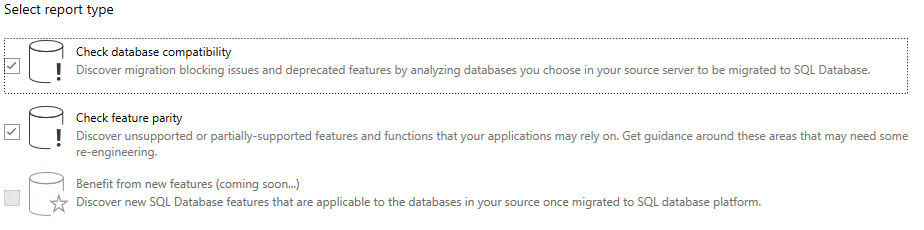 Select report type
Check database compatibility
Discover migration blocking issues and deprecated features by analyzing databases you choose in your source server to be migrated to SQL Database.
Check feature parity
Discover unsupported or partially-supported features and functions that your applications may rely on. Get guidance around these areas that may need some
re-engineering.
Benefit from new features (coming soon...)
Discover new SQL Database features that are applicable to the databases in your source once migrated to SQL database platform.